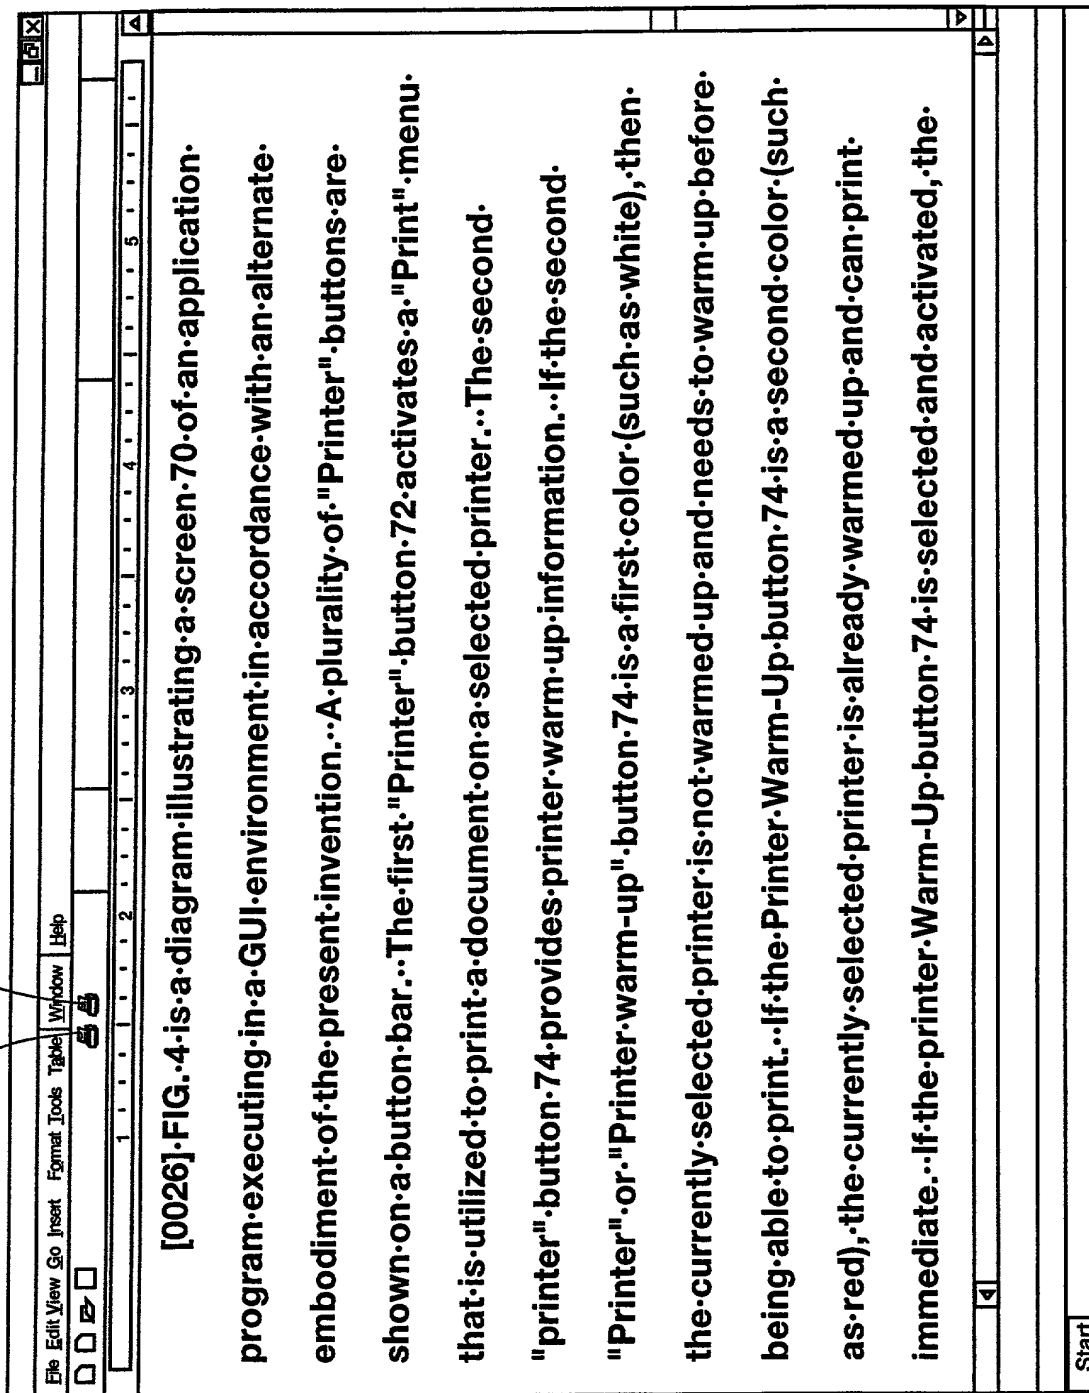 File Edit View Go Insert Format Tools Table Window Help
1 2 3 4 5
[0026]·FIG.·4·is·a·diagram·illustrating·a·screen·70·of·an·application·
program·executing·in·a·GUI·environment·in·accordance·with·an·alternate·
embodiment·of·the·present·invention.··A·plurality·of·"Printer"·buttons·are·
shown·on·a·button·bar.··The·first·"Printer"·button·72·activates·a·"Print"·menu·
that·is·utilized·to·print·a·document·on·a·selected·printer.··The·second·
"printer"·button·74·provides·printer·warm·up·information.··If·the·second·
"Printer"·or·"Printer·warm-up"·button·74·is·a·first·color·(such·as·white),·then·
the·currently·selected·printer·is·not·warmed·up·and·needs·to·warm·up·before·
being·able·to·print.··If·the·Printer·Warm-Up·button·74·is·a·second·color·(such·
as·red),·the·currently·selected·printer·is·already·warmed·up·and·can·print·
immediate.··If·the·printer·Warm-Up·button·74·is·selected·and·activated,·the·
Start